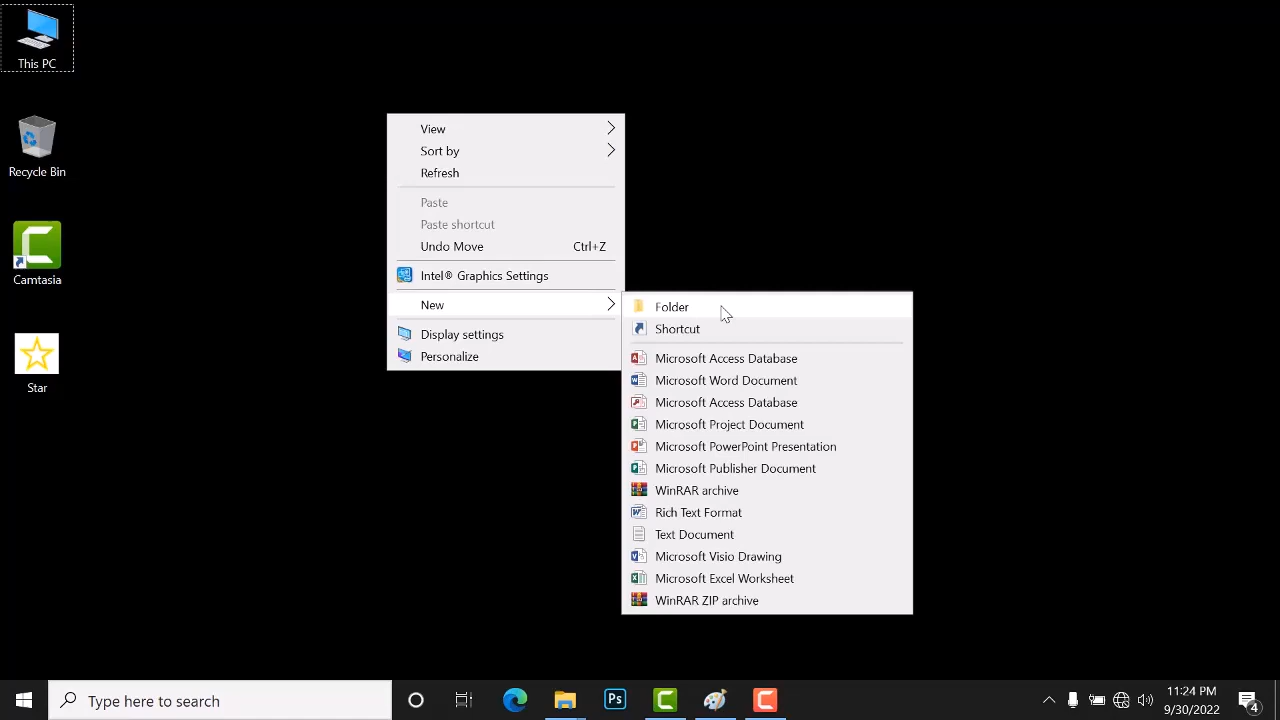 This PC
Recycle Bin
Camtasia
Star
View
Sort by
Refresh
Paste
Paste shortcut
Undo Move Ctrl+Z
Intel® Graphics Settings
New
Display settings
Personalize
Folder
Shortcut
Microsoft Access Database
Microsoft Word Document
Microsoft Access Database
Microsoft Project Document
Microsoft PowerPoint Presentation
Microsoft Publisher Document
WinRAR archive
Rich Text Format
Text Document
Microsoft Visio Drawing
Microsoft Excel Worksheet
WinRAR ZIP archive
Type here to search
Ps
11:24 PM
9/30/2022
4